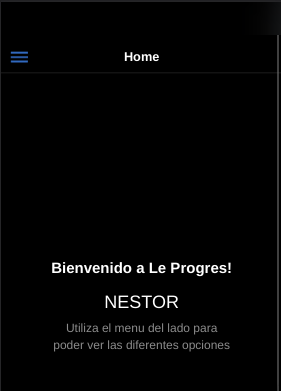 Home
Bienvenido a Le Progres!
NESTOR
Utiliza el menu del lado para
poder ver las diferentes opciones